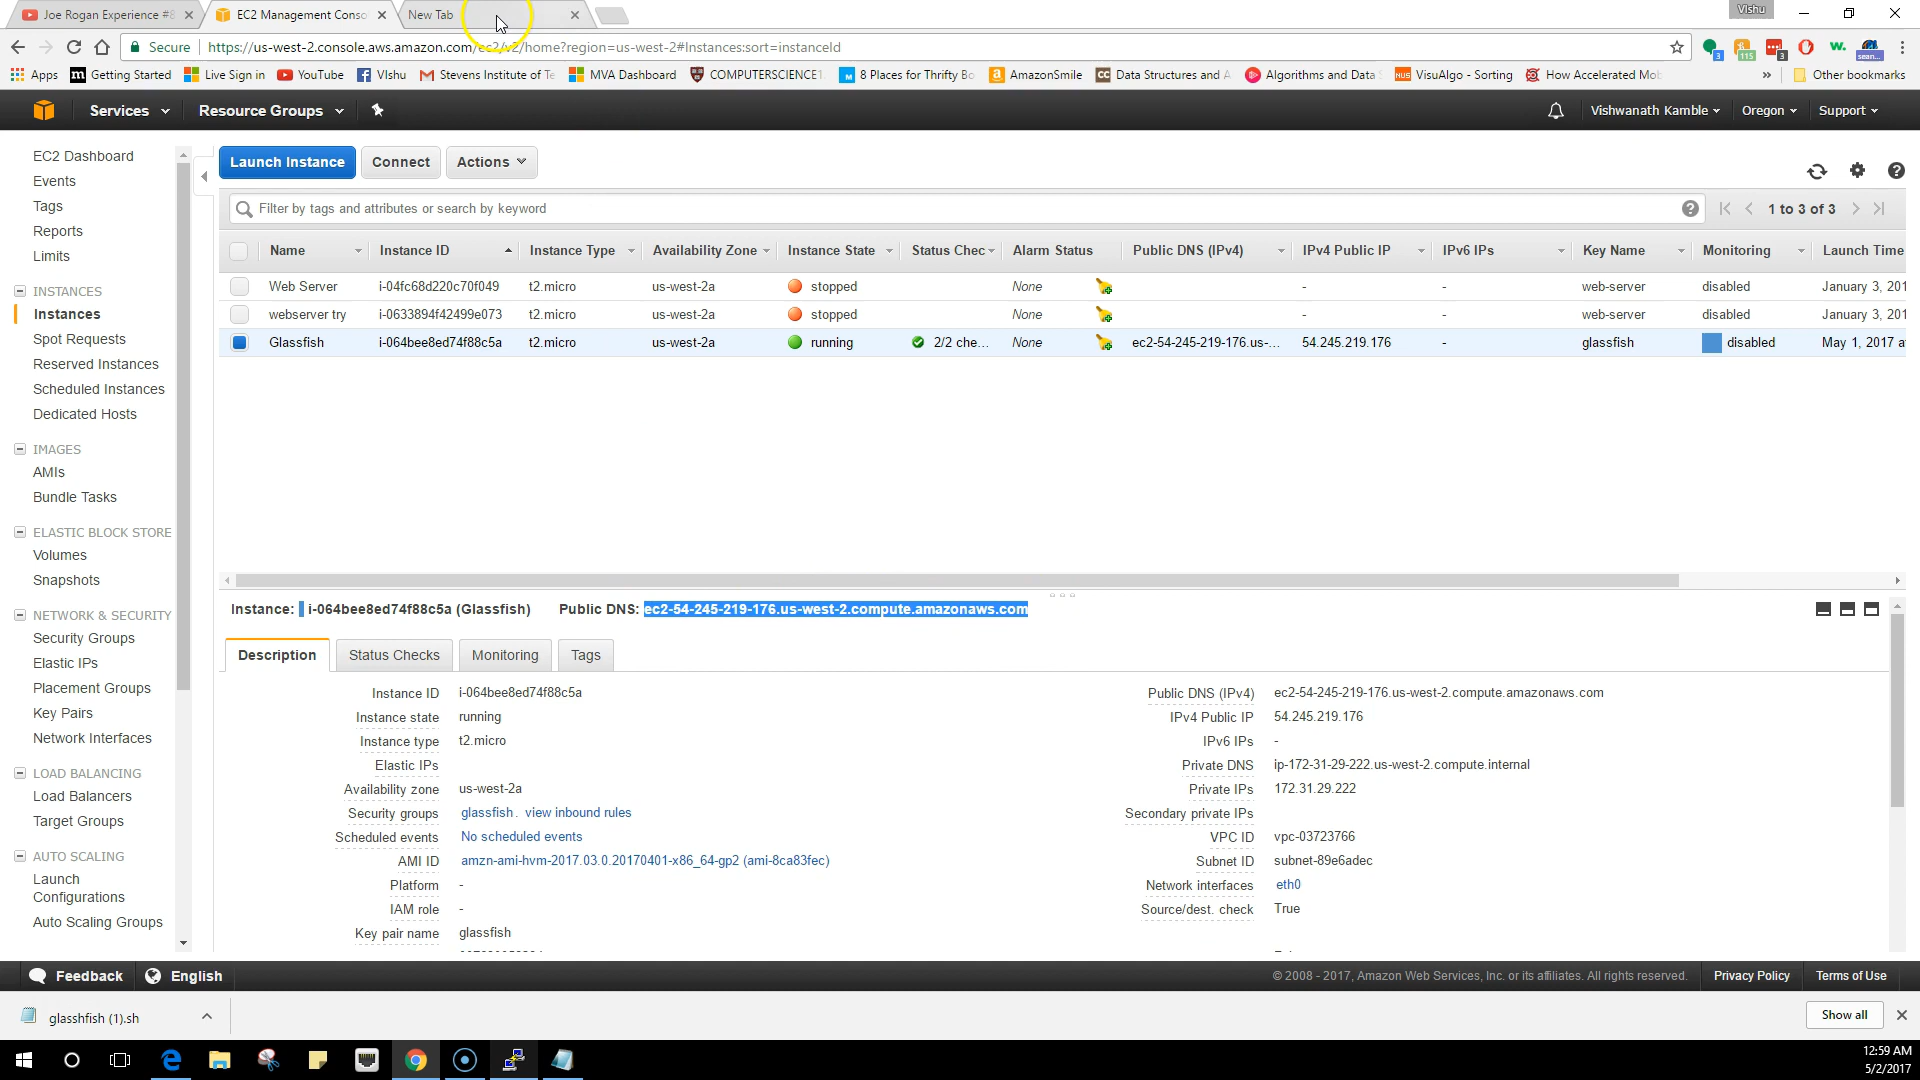 Joe Rogan Experience #8
EC2 Management Conso
New Tab
Vishu
Secure
https://us-west-2.console.aws.amazon.com/ec2/v2/home?region=us-west-2#Instances:sort=instanceId
3
115
3
Apps
Getting Started
Live Sign in
YouTube
VIshu
Stevens Institute of Te
MVA Dashboard
COMPUTERSCIENCE1
8 Places for Thrifty Bo
AmazonSmile
Data Structures and A
Algorithms and Data S
VisuAlgo - Sorting
How Accelerated Mob
»
Other bookmarks
Services
Resource Groups
Vishwanath Kamble
Oregon
Support
EC2 Dashboard
Events
Tags
Reports
Limits
INSTANCES
Instances
Spot Requests
Reserved Instances
Scheduled Instances
Dedicated Hosts
IMAGES
AMIs
Bundle Tasks
ELASTIC BLOCK STORE
Volumes
Snapshots
NETWORK & SECURITY
Security Groups
Elastic IPs
Placement Groups
Key Pairs
Network Interfaces
LOAD BALANCING
Load Balancers
Target Groups
AUTO SCALING
Launch
Configurations
Auto Scaling Groups
Launch Instance
Connect
Actions
Filter by tags and attributes or search by keyword
1 to 3 of 3
Name Instance ID Instance Type Availability Zone Instance State Status Chec Alarm Status Public DNS (IPv4) IPv4 Public IP IPv6 IPs Key Name Monitoring Launch Time
Web Server i-04fc68d220c70f049 t2.micro us-west-2a stopped None - - web-server disabled January 3, 201
webserver try i-0633894f42499e073 t2.micro us-west-2a stopped None - - web-server disabled January 3, 201
Glassfish i-064bee8ed74f88c5a t2.micro us-west-2a running 2/2 che... None ec2-54-245-219-176.us-... 54.245.219.176 - glassfish disabled May 1, 2017 a
Instance: i-064bee8ed74f88c5a (Glassfish) Public DNS: ec2-54-245-219-176.us-west-2.compute.amazonaws.com
Description
Status Checks
Monitoring
Tags
Instance ID i-064bee8ed74f88c5a
Instance state running
Instance type t2.micro
Elastic IPs
Availability zone us-west-2a
Security groups glassfish. view inbound rules
Scheduled events No scheduled events
AMI ID amzn-ami-hvm-2017.03.0.20170401-x86_64-gp2 (ami-8ca83fec)
Platform -
IAM role -
Key pair name glassfish
Public DNS (IPv4) ec2-54-245-219-176.us-west-2.compute.amazonaws.com
IPv4 Public IP 54.245.219.176
IPv6 IPs -
Private DNS ip-172-31-29-222.us-west-2.compute.internal
Private IPs 172.31.29.222
Secondary private IPs
VPC ID vpc-03723766
Subnet ID subnet-89e6adec
Network interfaces eth0
Source/dest. check True
Feedback
English
© 2008 - 2017, Amazon Web Services, Inc. or its affiliates. All rights reserved.
Privacy Policy
Terms of Use
glasshfish (1).sh
Show all
12:59 AM
5/2/2017